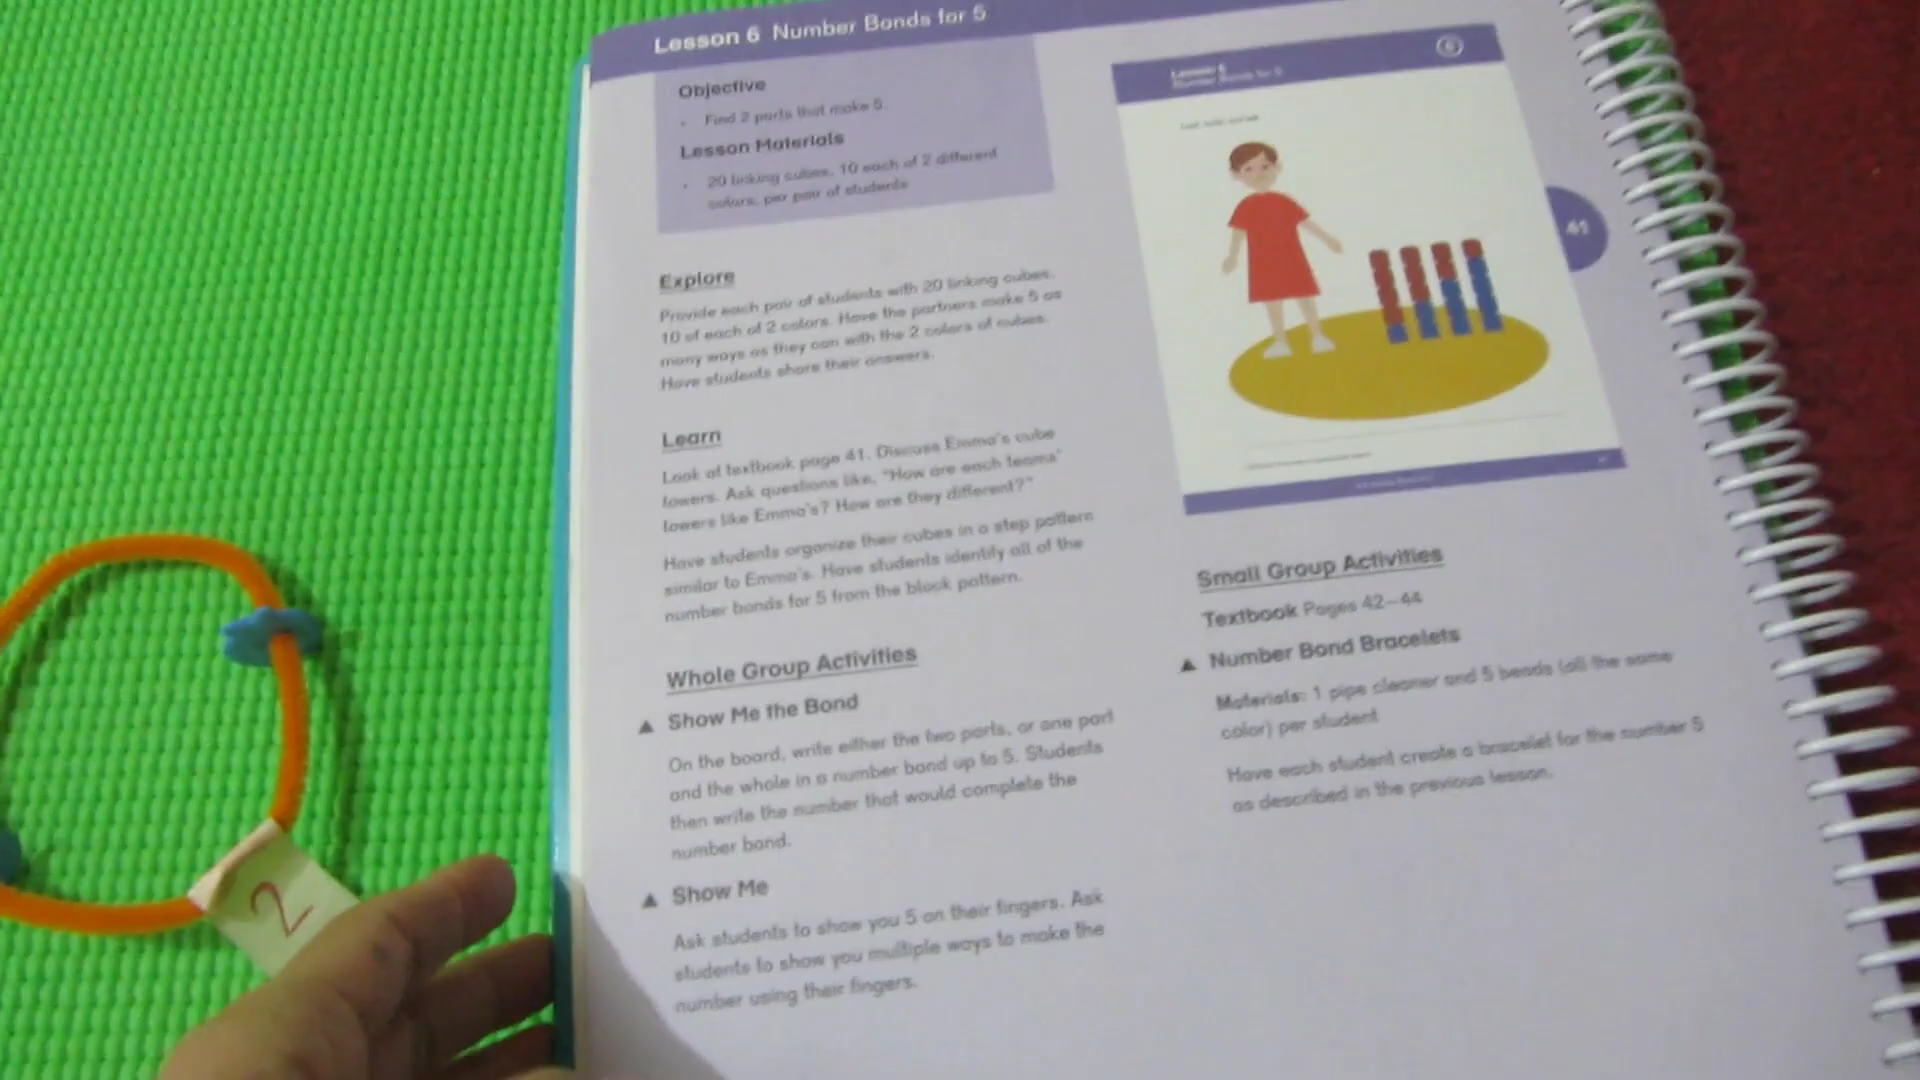 Lesson 6 Number Bonds for 5
Objective
• Find 2 parts that make 5.
Lesson Materials
• 20 linking cubes, 10 each of 2 different
colors, per pair of students
Explore
Provide each pair of students with 20 linking cubes,
10 of each of 2 colors. Have the partners make 5 as
many ways as they can with the 2 colors of cubes.
Have students share their answers.
Learn
Look at textbook page 41. Discuss Emma's cube
towers. Ask questions like, "How are each teams'
towers like Emma's? How are they different?"
Have students organize their cubes in a step pattern
similar to Emma's. Have students identify all of the
number bonds for 5 from the block pattern.
Whole Group Activities
▲ Show Me the Bond
On the board, write either the two parts, or one part
and the whole in a number bond up to 5. Students
then write the number that would complete the
number bond.
▲ Show Me
Ask students to show you 5 on their fingers. Ask
students to show you multiple ways to make the
number using their fingers.
Lesson 6
Number Bonds for 5
6
41
Small Group Activities
Textbook Pages 42–44
▲ Number Bond Bracelets
Materials: 1 pipe cleaner and 5 beads (all the same
color) per student
Have each student create a bracelet for the number 5
as described in the previous lesson.
2